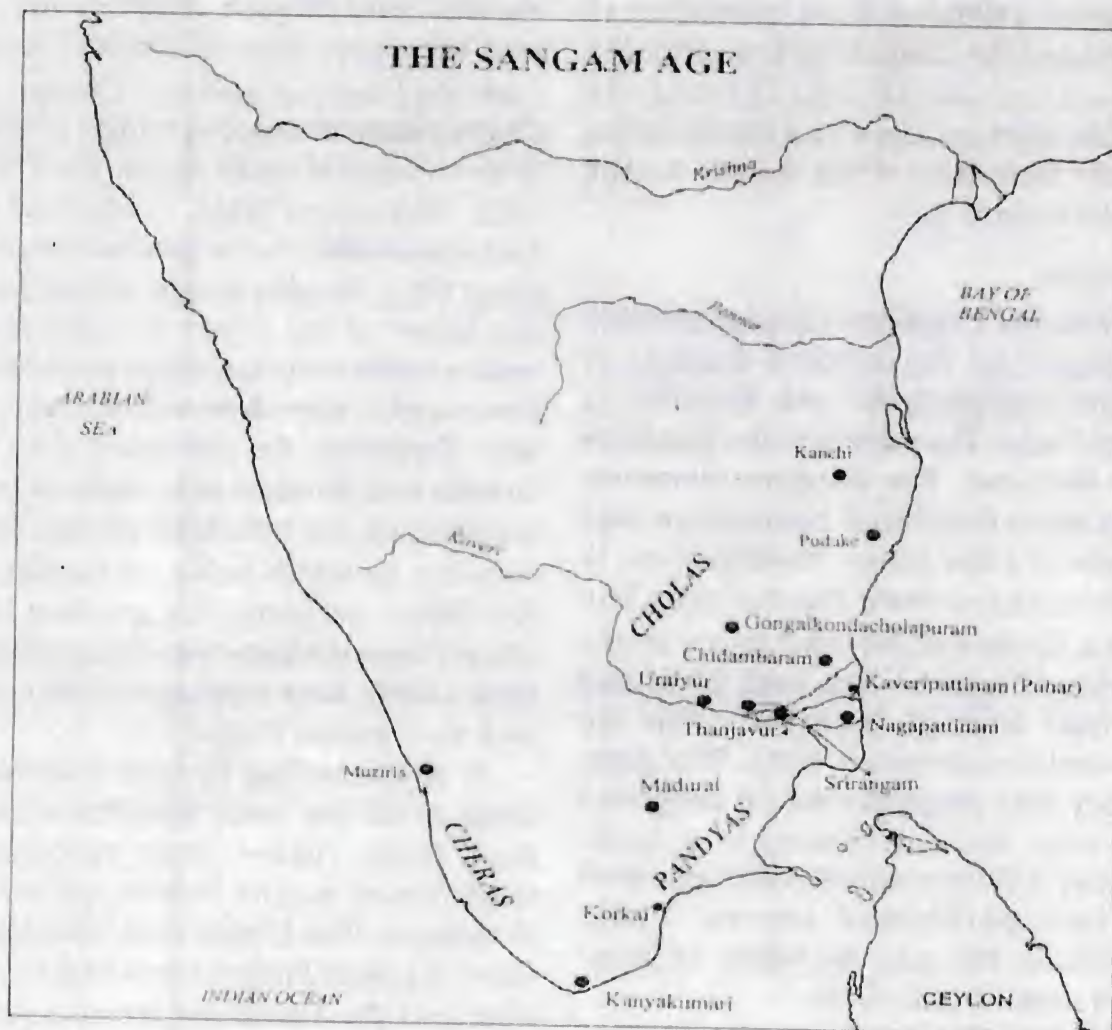 THE SANGAM AGE
Krishna
BAY OF
BENGAL
Pennar
ARABIAN
SEA
Kanchi
Poduke
Kaveri
CHOLAS
Gongaikondacholapuram
Chidambaram
Uraiyur
Kaveripattinam (Puhar)
Thanjavur
Nagapattinam
Srirangam
Muziris
Madurai
CHERAS
PANDYAS
Korkai
Kanyakumari
INDIAN OCEAN
CEYLON